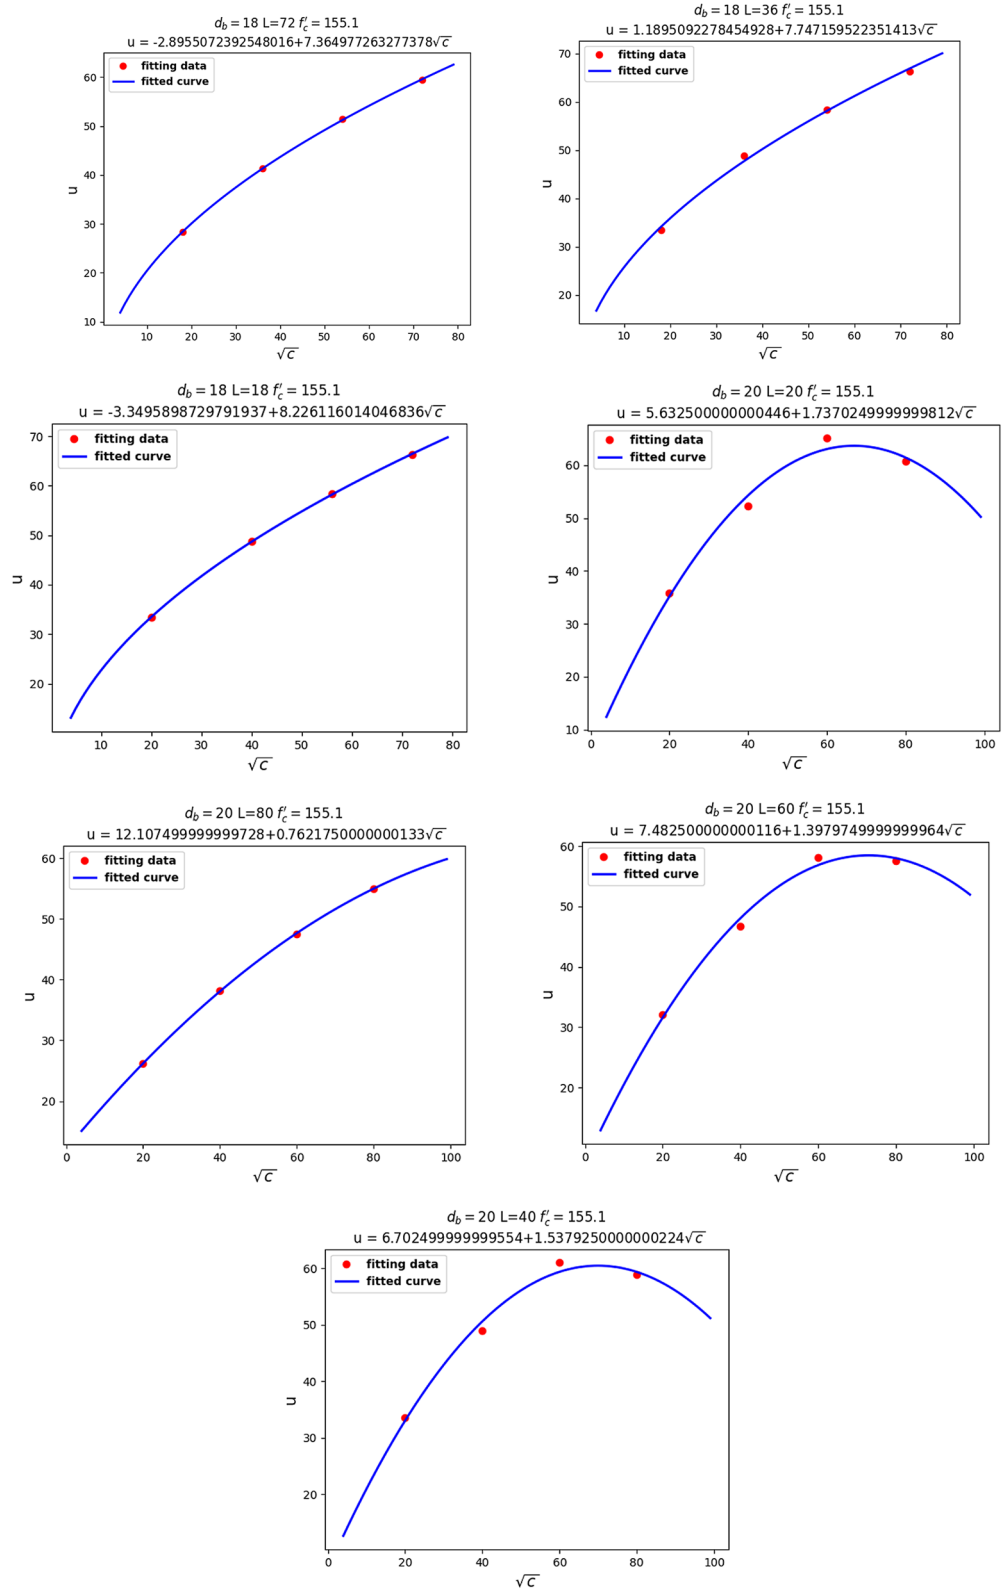 d_b = 18 L=72 f'_c = 155.1
u = -2.8955072392548016+7.364977263277378√c
fitting data
fitted curve
60
50
40
30
20
10
u
10 20 30 40 50 60 70 80
√c
d_b = 18 L=36 f'_c = 155.1
u = 1.1895092278454928+7.747159522351413√c
fitting data
fitted curve
70
60
50
40
30
20
u
10 20 30 40 50 60 70 80
√c
d_b = 18 L=18 f'_c = 155.1
u = -3.3495898729791937+8.226116014046836√c
fitting data
fitted curve
70
60
50
40
30
20
u
10 20 30 40 50 60 70 80
√c
d_b = 20 L=20 f'_c = 155.1
u = 5.632500000000446+1.7370249999999812√c
fitting data
fitted curve
60
50
40
30
20
10
u
0 20 40 60 80 100
√c
d_b = 20 L=80 f'_c = 155.1
u = 12.107499999999728+0.7621750000000133√c
fitting data
fitted curve
60
50
40
30
20
u
0 20 40 60 80 100
√c
d_b = 20 L=60 f'_c = 155.1
u = 7.482500000000116+1.3979749999999964√c
fitting data
fitted curve
60
50
40
30
20
u
0 20 40 60 80 100
√c
d_b = 20 L=40 f'_c = 155.1
u = 6.702499999999554+1.5379250000000224√c
fitting data
fitted curve
60
50
40
30
20
u
0 20 40 60 80 100
√c